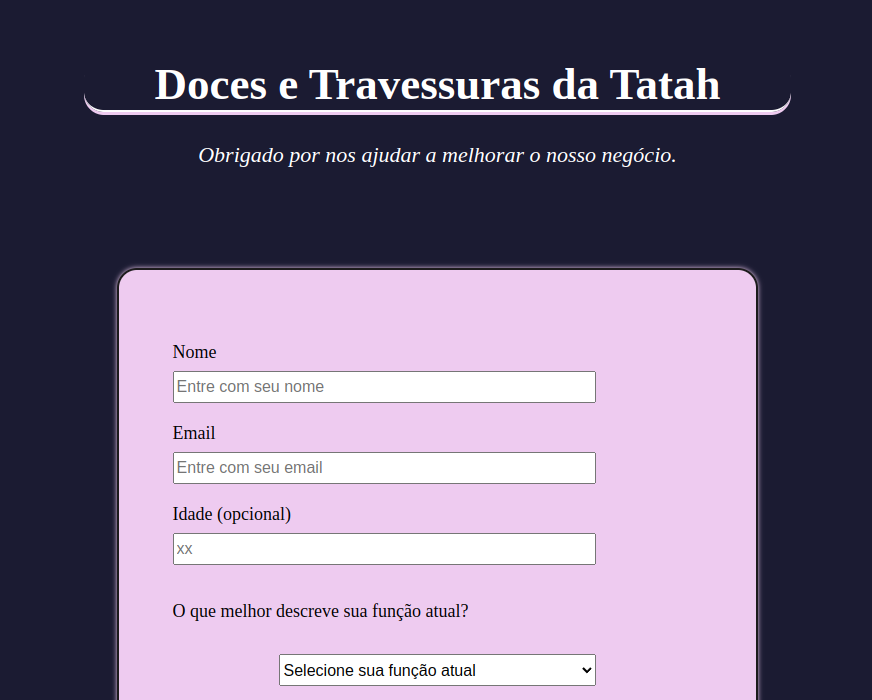 Doces e Travessuras da Tatah
Obrigado por nos ajudar a melhorar o nosso negócio.
Nome
Entre com seu nome
Email
Entre com seu email
Idade (opcional)
xx
O que melhor descreve sua função atual?
Selecione sua função atual